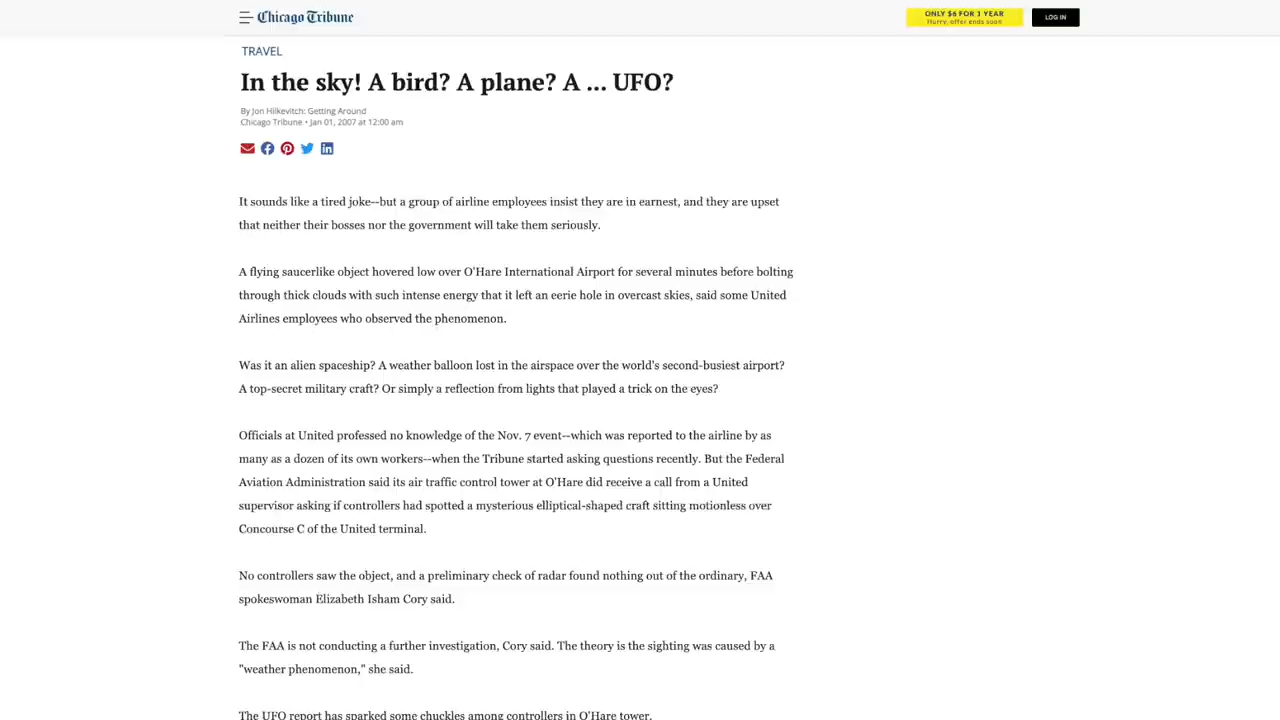 Chicago Tribune
ONLY $6 FOR 1 YEAR
Hurry, offer ends soon
LOG IN
TRAVEL
In the sky! A bird? A plane? A ... UFO?
By Jon Hilkevitch: Getting Around
Chicago Tribune • Jan 01, 2007 at 12:00 am
It sounds like a tired joke--but a group of airline employees insist they are in earnest, and they are upset
that neither their bosses nor the government will take them seriously.
A flying saucerlike object hovered low over O'Hare International Airport for several minutes before bolting
through thick clouds with such intense energy that it left an eerie hole in overcast skies, said some United
Airlines employees who observed the phenomenon.
Was it an alien spaceship? A weather balloon lost in the airspace over the world's second-busiest airport?
A top-secret military craft? Or simply a reflection from lights that played a trick on the eyes?
Officials at United professed no knowledge of the Nov. 7 event--which was reported to the airline by as
many as a dozen of its own workers--when the Tribune started asking questions recently. But the Federal
Aviation Administration said its air traffic control tower at O'Hare did receive a call from a United
supervisor asking if controllers had spotted a mysterious elliptical-shaped craft sitting motionless over
Concourse C of the United terminal.
No controllers saw the object, and a preliminary check of radar found nothing out of the ordinary, FAA
spokeswoman Elizabeth Isham Cory said.
The FAA is not conducting a further investigation, Cory said. The theory is the sighting was caused by a
"weather phenomenon," she said.
The UFO report has sparked some chuckles among controllers in O'Hare tower.